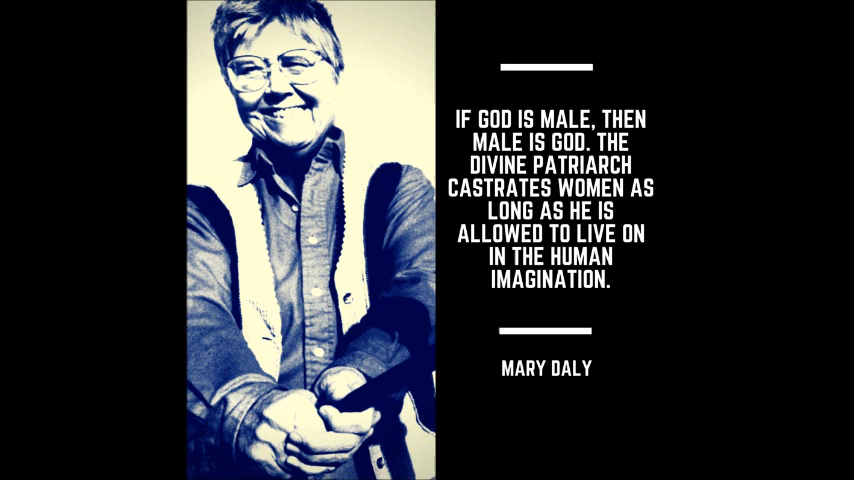 IF GOD IS MALE, THEN
MALE IS GOD. THE
DIVINE PATRIARCH
CASTRATES WOMEN AS
LONG AS HE IS
ALLOWED TO LIVE ON
IN THE HUMAN
IMAGINATION.
MARY DALY